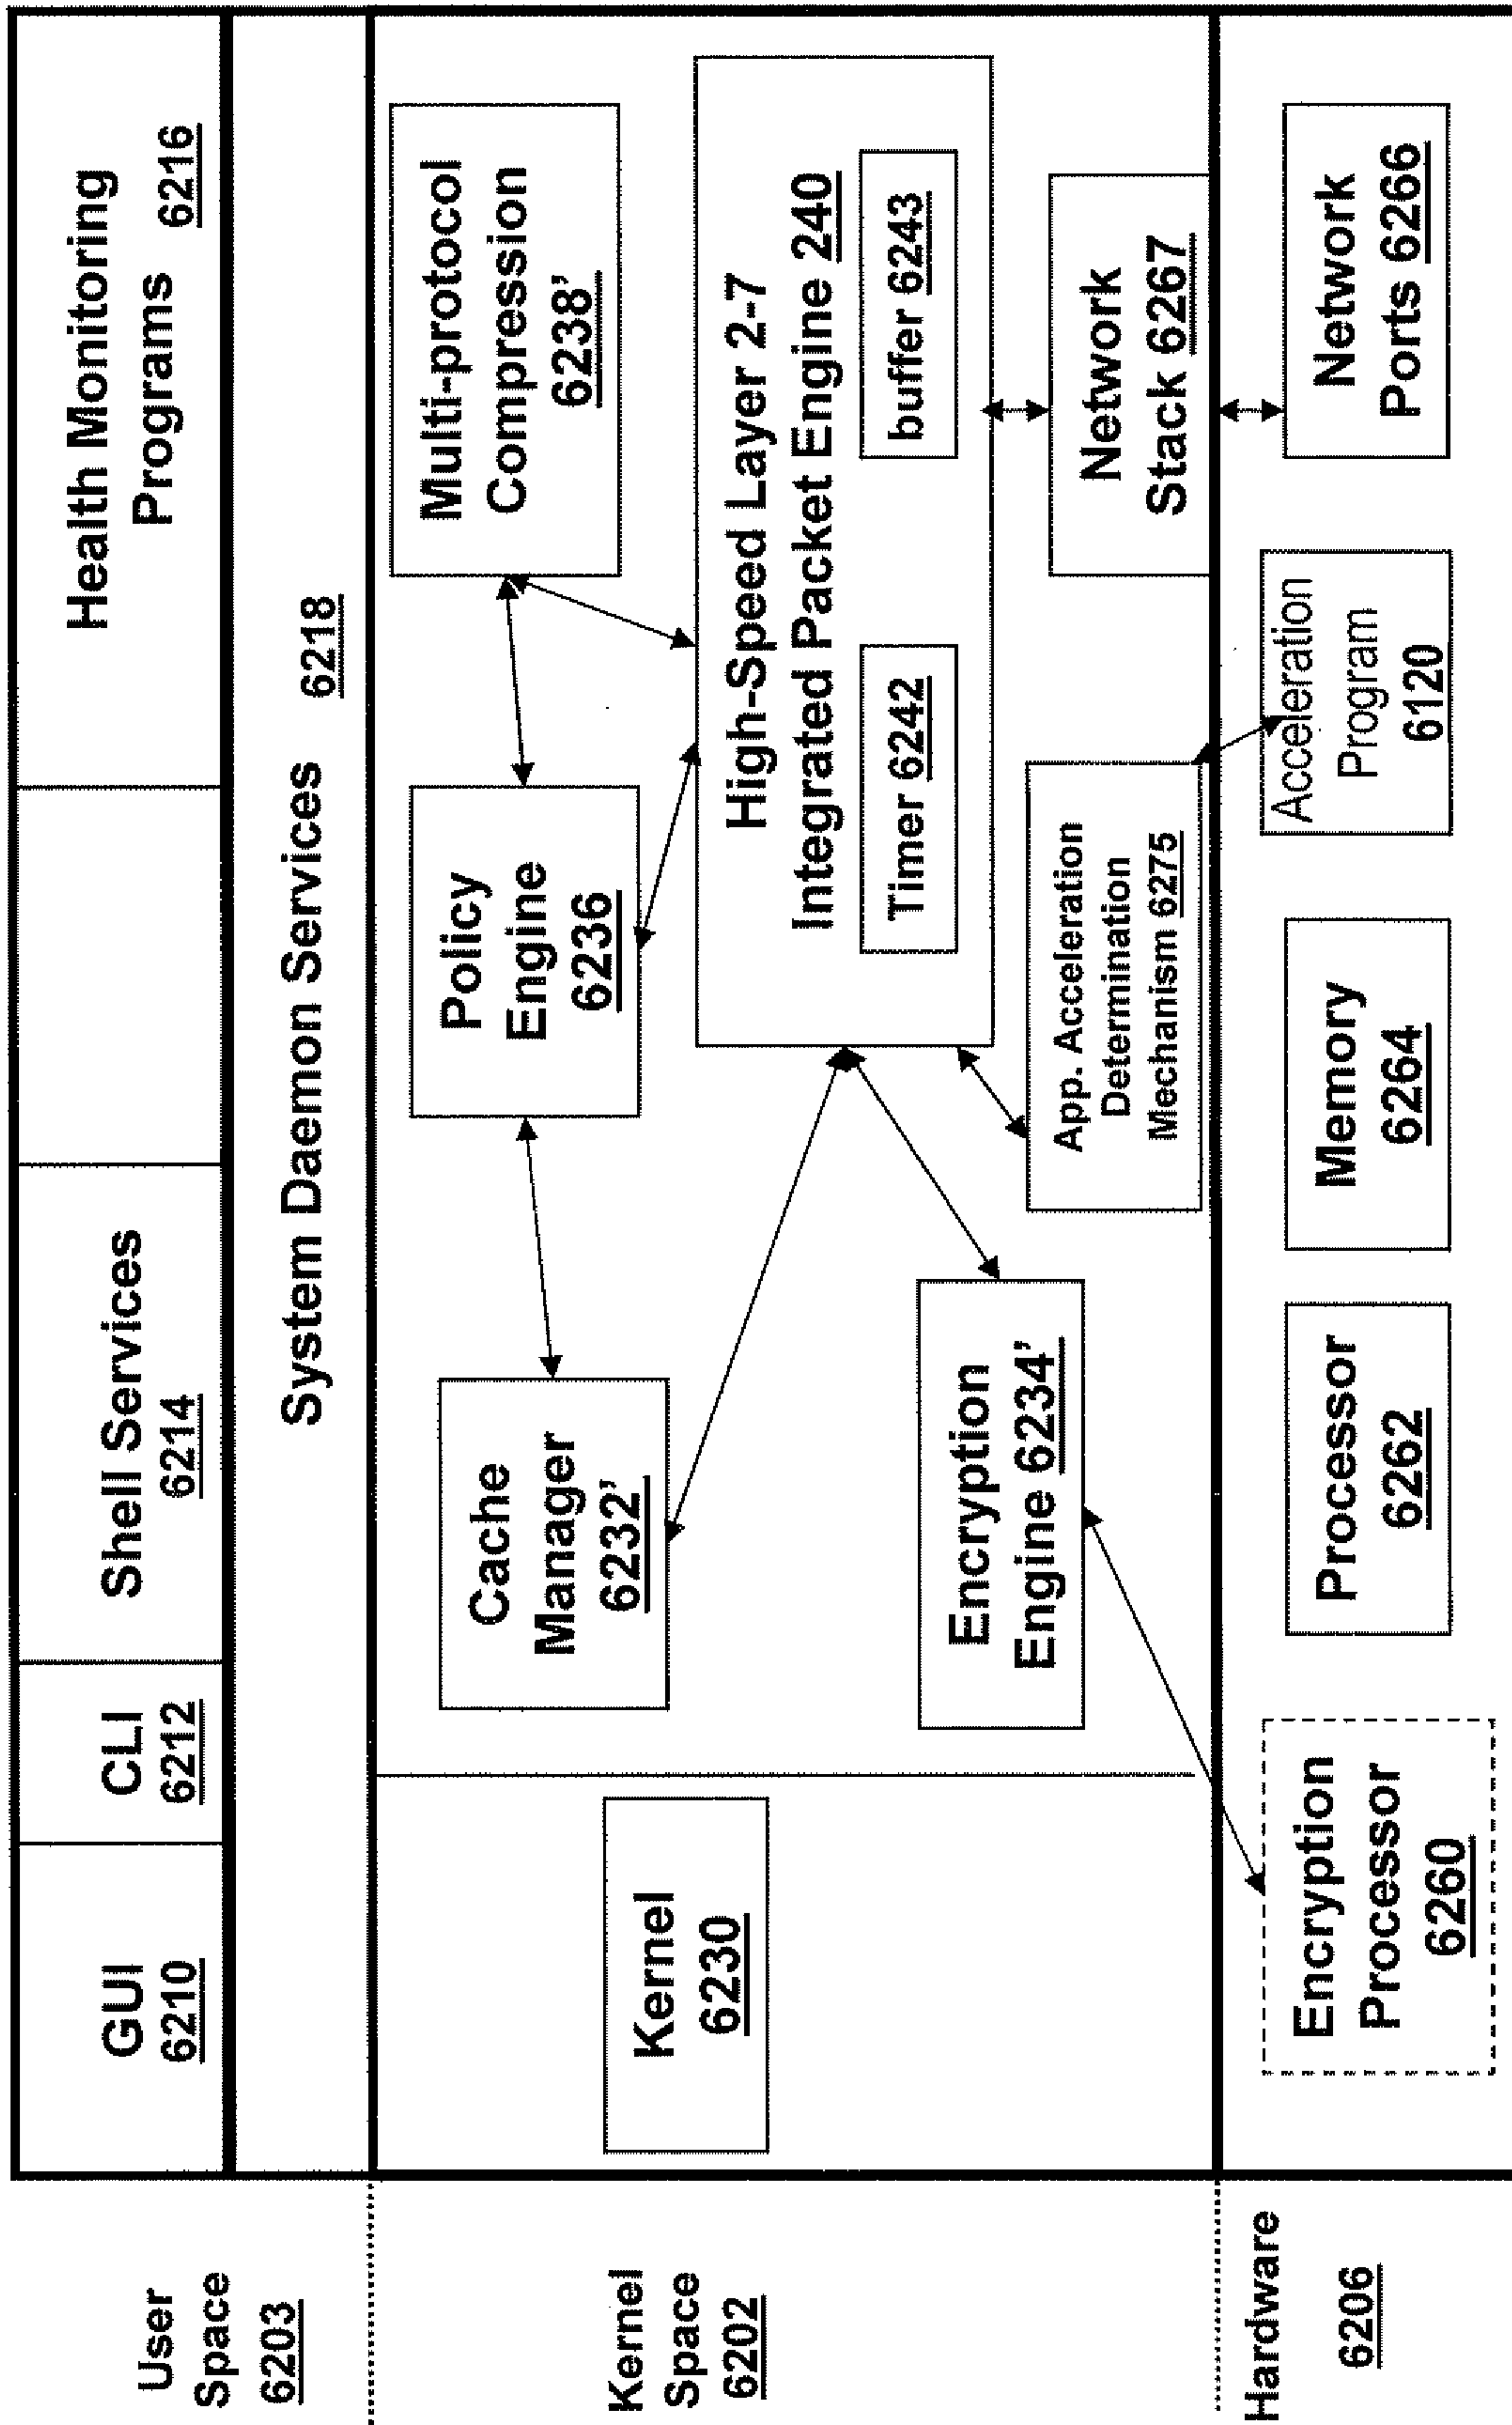 User
Space
6203
GUI
6210
CLI
6212
Shell Services
6214
Health Monitoring
Programs 6216
System Daemon Services 6218
Kernel
Space
6202
Kernel
6230
Cache
Manager
6232'
Policy
Engine
6236
Multi-protocol
Compression
6238'
High-Speed Layer 2-7
Integrated Packet Engine 240
Timer 6242
buffer 6243
Encryption
Engine 6234'
App. Acceleration
Determination
Mechanism 6275
Network
Stack 6267
Hardware
6206
Encryption
Processor
6260
Processor
6262
Memory
6264
Acceleration
Program
6120
Network
Ports 6266